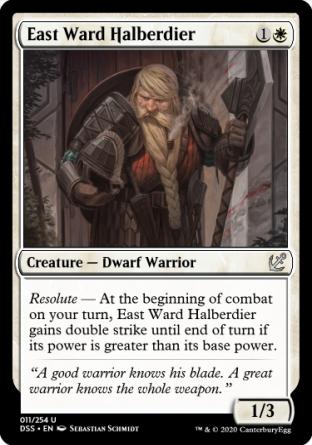 East Ward Halberdier 1
Creature — Dwarf Warrior
Resolute — At the beginning of combat
on your turn, East Ward Halberdier
gains double strike until end of turn if
its power is greater than its base power.
“A good warrior knows his blade. A great
warrior knows the whole weapon.”
1/3
011/254 U
DSS • EN SEBASTIAN SCHMIDT
™ & © 2020 CanterburyEgg